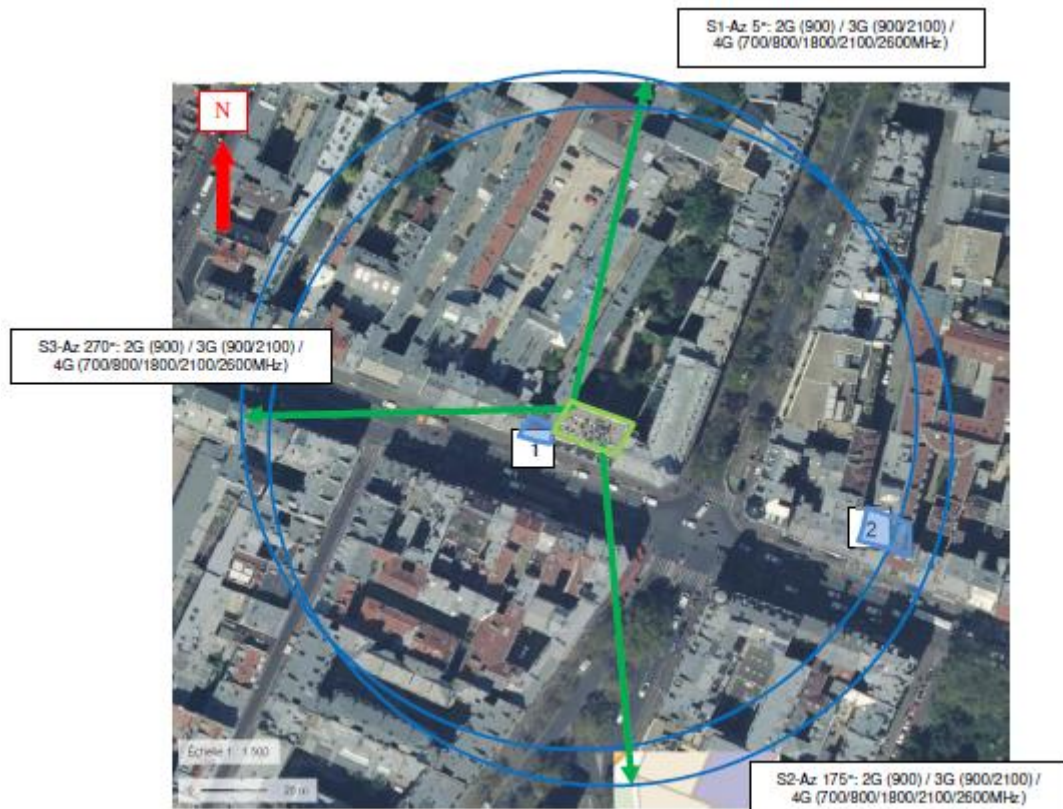 S1-Az 5°: 2G (900) / 3G (900/2100) /
4G (700/800/1800/2100/2600MHz)
N
S3-Az 270°: 2G (900) / 3G (900/2100) /
4G (700/800/1800/2100/2600MHz)
1
2
Échelle 1 : 1 500
0 20 m
S2-Az 175°: 2G (900) / 3G (900/2100) /
4G (700/800/1800/2100/2600MHz)